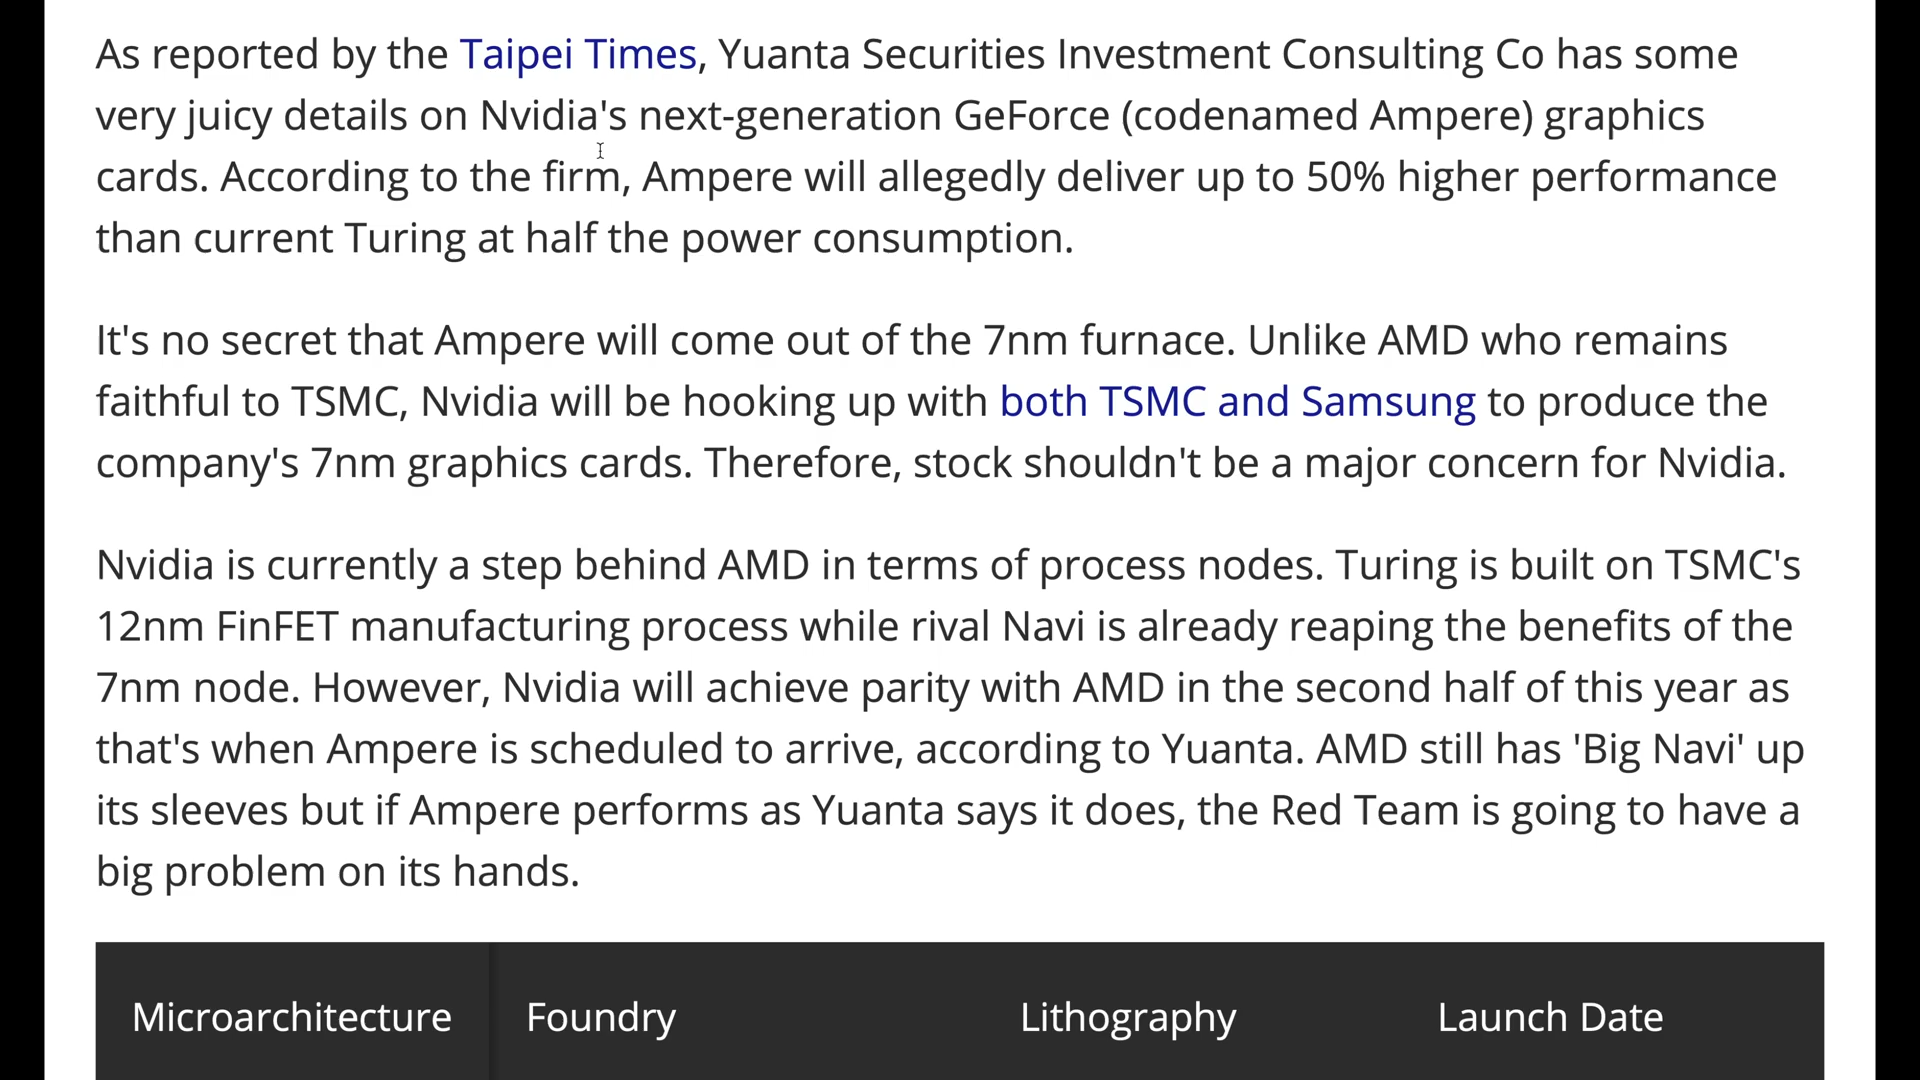 As reported by the Taipei Times, Yuanta Securities Investment Consulting Co has some
very juicy details on Nvidia's next-generation GeForce (codenamed Ampere) graphics
cards. According to the firm, Ampere will allegedly deliver up to 50% higher performance
than current Turing at half the power consumption.
It's no secret that Ampere will come out of the 7nm furnace. Unlike AMD who remains
faithful to TSMC, Nvidia will be hooking up with both TSMC and Samsung to produce the
company's 7nm graphics cards. Therefore, stock shouldn't be a major concern for Nvidia.
Nvidia is currently a step behind AMD in terms of process nodes. Turing is built on TSMC's
12nm FinFET manufacturing process while rival Navi is already reaping the benefits of the
7nm node. However, Nvidia will achieve parity with AMD in the second half of this year as
that's when Ampere is scheduled to arrive, according to Yuanta. AMD still has 'Big Navi' up
its sleeves but if Ampere performs as Yuanta says it does, the Red Team is going to have a
big problem on its hands.
Microarchitecture Foundry Lithography Launch Date